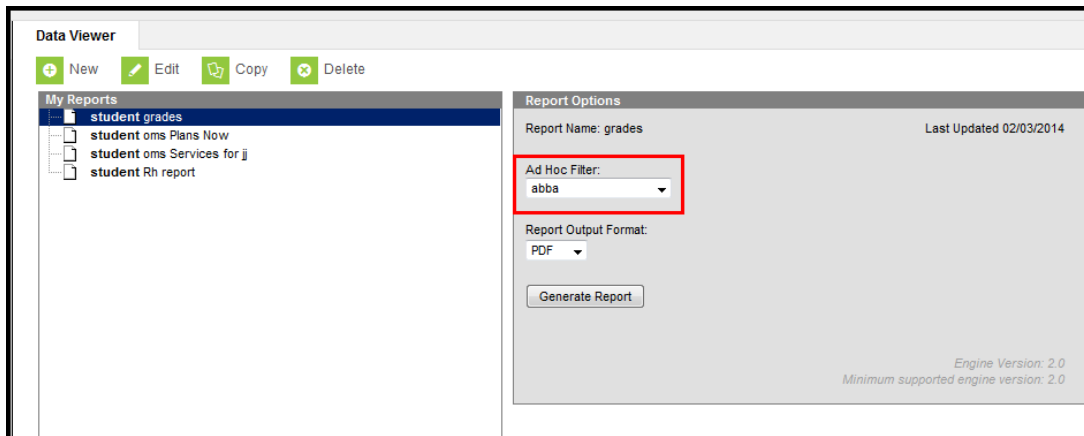 Data Viewer
New Edit Copy Delete
My Reports
student grades
student oms Plans Now
student oms Services for jj
student Rh report
Report Options
Report Name: grades Last Updated 02/03/2014
Ad Hoc Filter:
abba
Report Output Format:
PDF
Generate Report
Engine Version: 2.0
Minimum supported engine version: 2.0